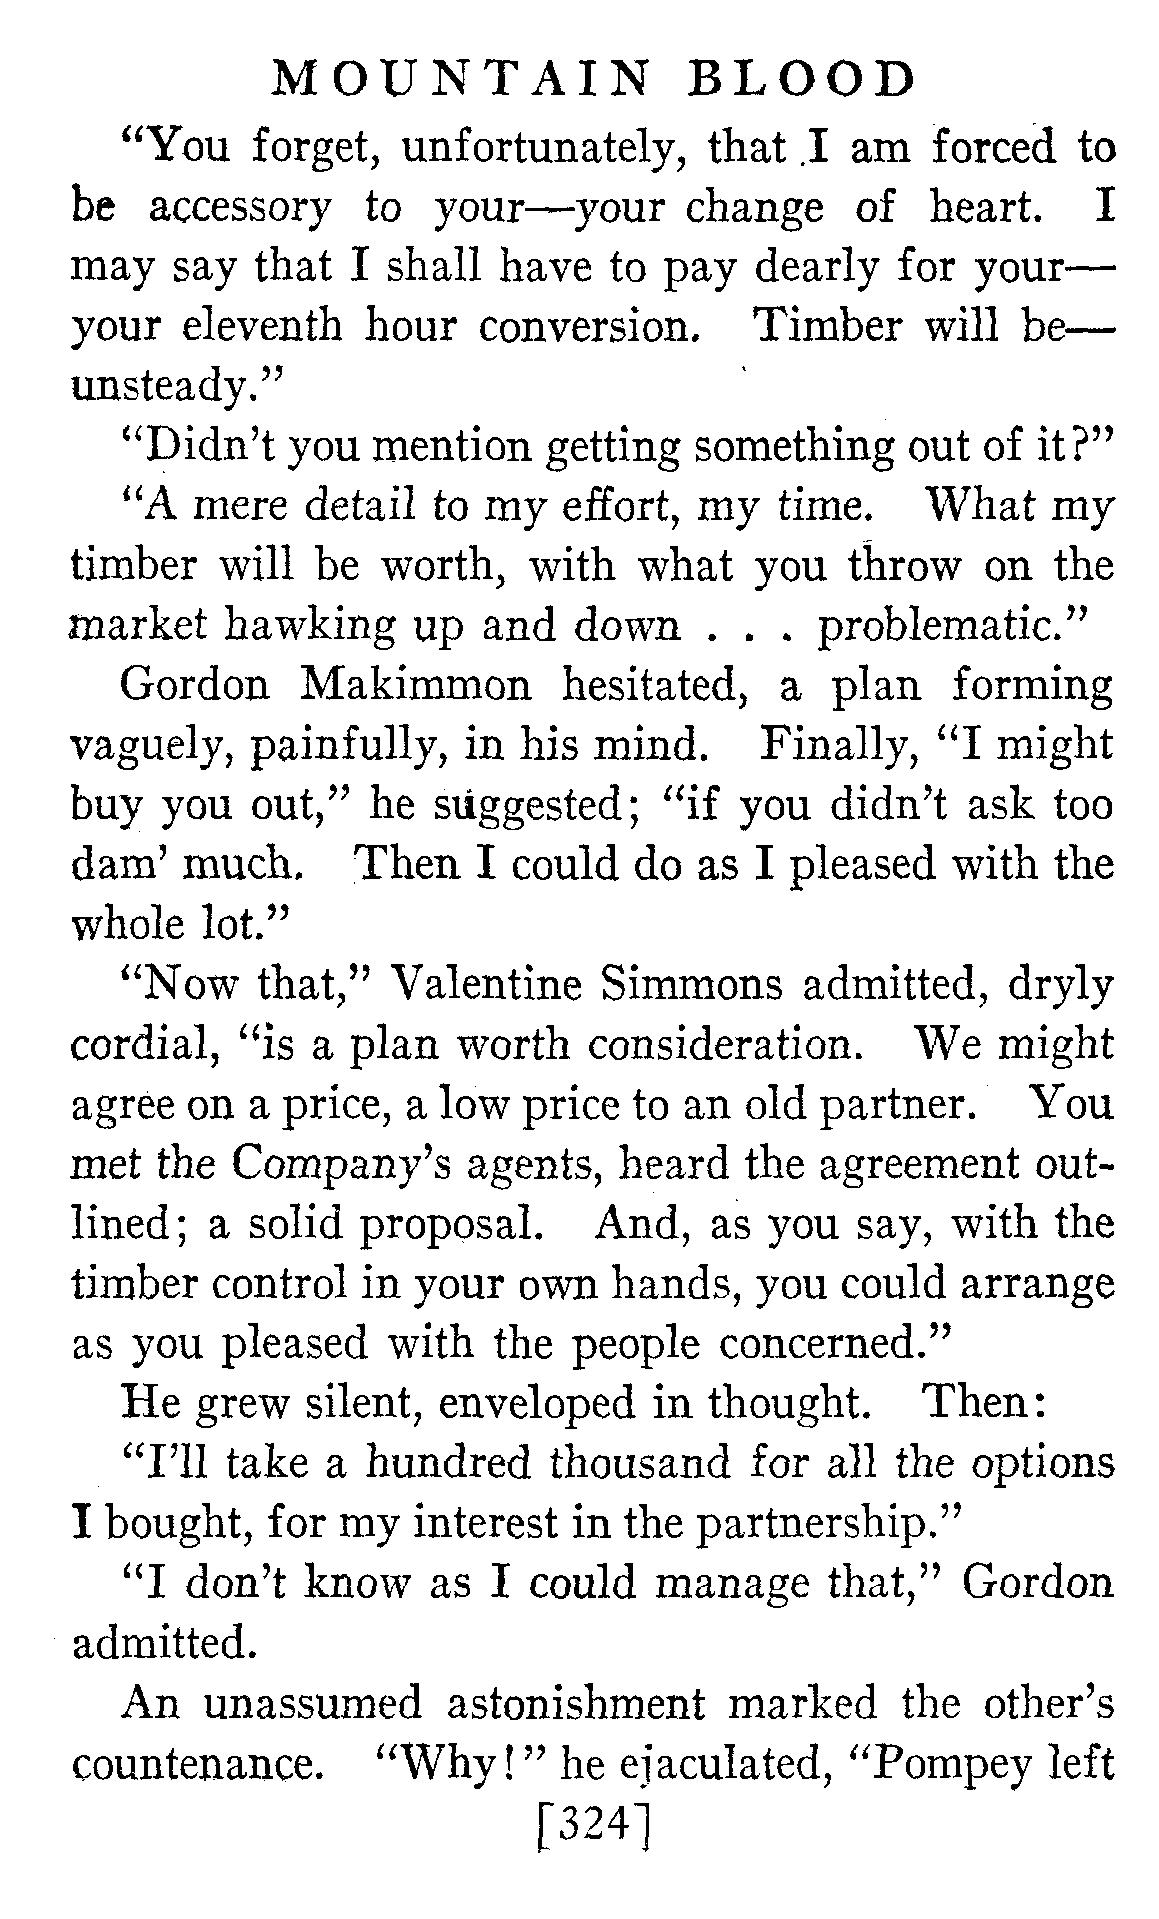 MOUNTAIN BLOOD
“You forget, unfortunately, that I am forced to
be accessory to your—your change of heart. I
may say that I shall have to pay dearly for your—
your eleventh hour conversion. Timber will be—
unsteady.”
“Didn’t you mention getting something out of it?”
“A mere detail to my effort, my time. What my
timber will be worth, with what you throw on the
market hawking up and down . . . problematic.”
Gordon Makimmon hesitated, a plan forming
vaguely, painfully, in his mind. Finally, “I might
buy you out,” he suggested; “if you didn’t ask too
dam’ much. Then I could do as I pleased with the
whole lot.”
“Now that,” Valentine Simmons admitted, dryly
cordial, “is a plan worth consideration. We might
agree on a price, a low price to an old partner. You
met the Company’s agents, heard the agreement out-
lined; a solid proposal. And, as you say, with the
timber control in your own hands, you could arrange
as you pleased with the people concerned.”
He grew silent, enveloped in thought. Then:
“I’ll take a hundred thousand for all the options
I bought, for my interest in the partnership.”
“I don’t know as I could manage that,” Gordon
admitted.
An unassumed astonishment marked the other’s
countenance. “Why!” he ejaculated, “Pompey left
[324]